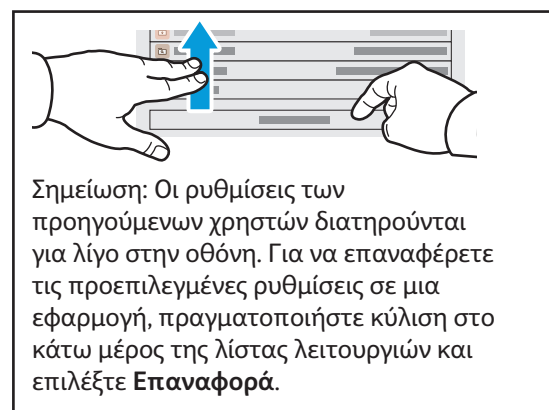 Σημείωση: Οι ρυθμίσεις των
προηγούμενων χρηστών διατηρούνται
για λίγο στην οθόνη. Για να επαναφέρετε
τις προεπιλεγμένες ρυθμίσεις σε μια
εφαρμογή, πραγματοποιήστε κύλιση στο
κάτω μέρος της λίστας λειτουργιών και
επιλέξτε Επαναφορά.